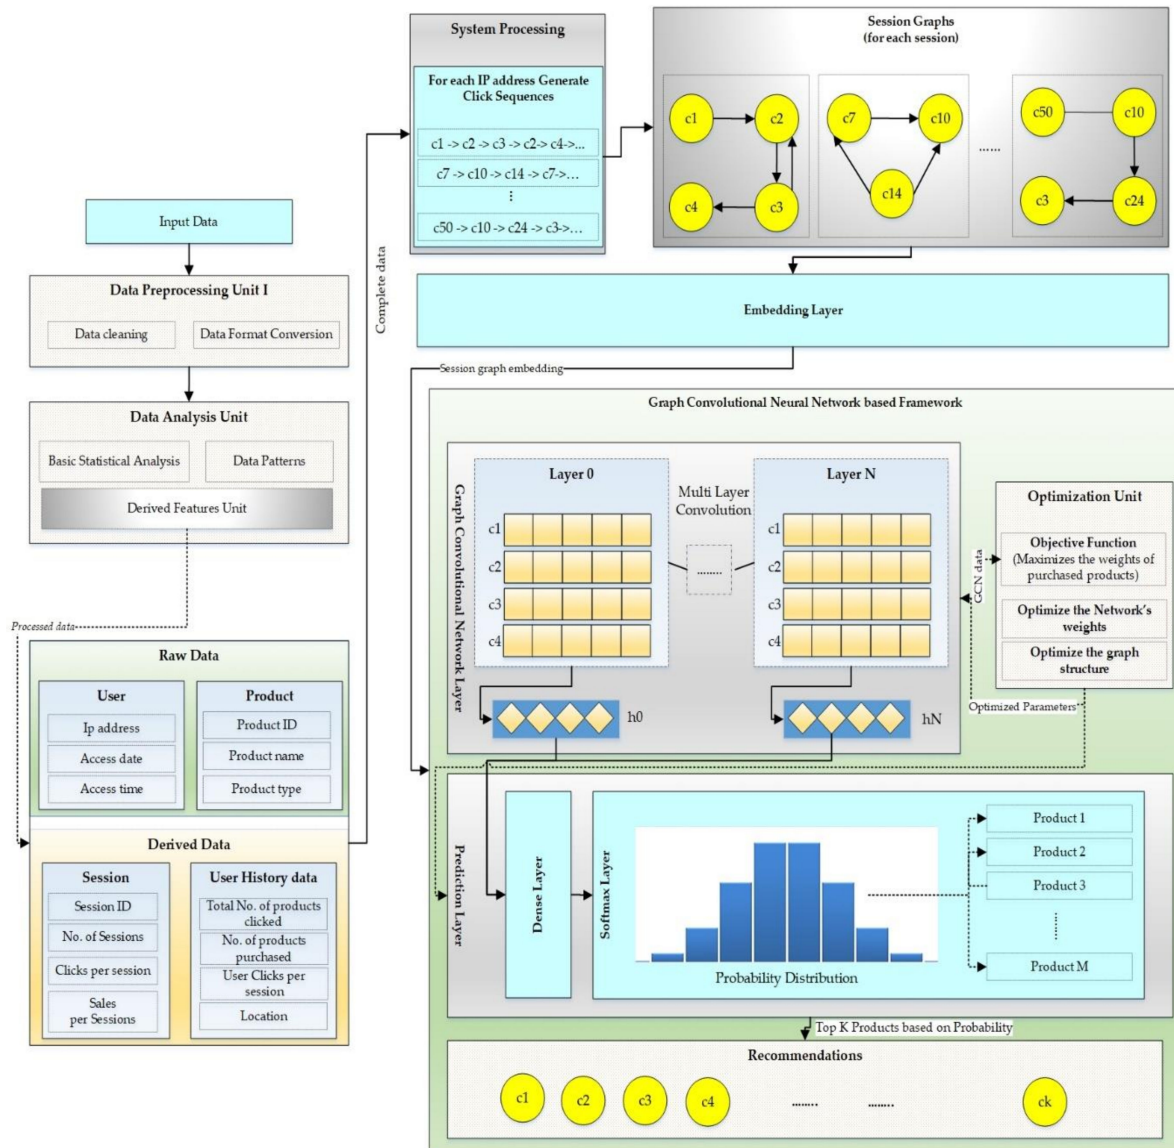 Input Data
Data Preprocessing Unit I
Data cleaning
Data Format Conversion
Data Analysis Unit
Basic Statistical Analysis
Data Patterns
Derived Features Unit
Processed data
Raw Data
User
Ip address
Access date
Access time
Product
Product ID
Product name
Product type
Derived Data
Session
Session ID
No. of Sessions
Clicks per session
Sales
per Sessions
User History data
Total No. of products
clicked
No. of products
purchased
User Clicks per
session
Location
Complete data
System Processing
For each IP address Generate
Click Sequences
c1 -> c2 -> c3 -> c2-> c4->...
c7 -> c10 -> c14 -> c7->...
⋮
c50 -> c10 -> c24 -> c3->...
Session Graphs
(for each session)
c1
c2
c4
c3
c7
c10
c14
......
c50
c10
c3
c24
Embedding Layer
Session graph embedding
Graph Convolutional Neural Network based Framework
Graph Convolutional Network Layer
Layer 0
c1
c2
c3
c4
Multi Layer
Convolution
........
Layer N
h0
hN
Optimization Unit
Objective Function
(Maximizes the weights of
purchased products)
Optimize the Network's
weights
Optimize the graph
structure
GCN data
Optimized Parameters
Prediction Layer
Dense Layer
Softmax Layer
Probability Distribution
Product 1
Product 2
Product 3
Product M
Top K Products based on Probability
Recommendations
c1
c2
c3
c4
........
........
ck